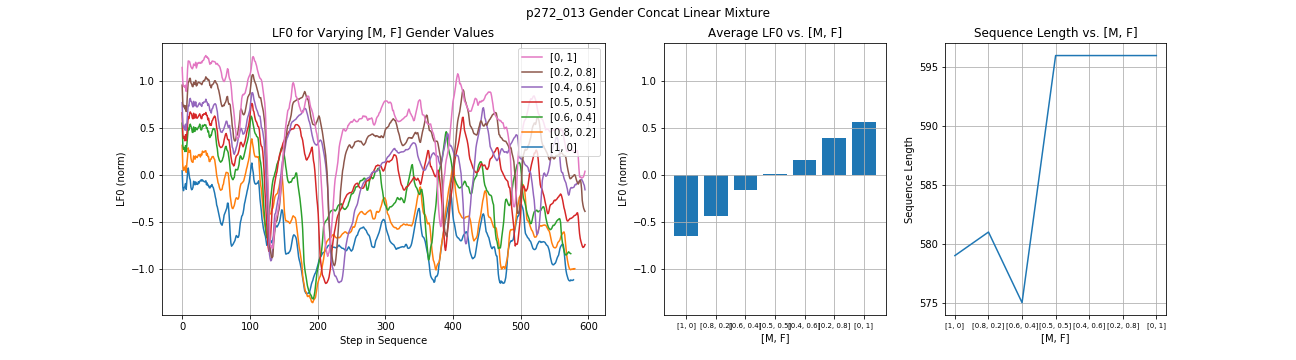 p272_013 Gender Concat Linear Mixture
LF0 for Varying [M, F] Gender Values
LF0 (norm)
1.0
0.5
0.0
−0.5
−1.0
0 100 200 300 400 500 600
Step in Sequence
[0, 1]
[0.2, 0.8]
[0.4, 0.6]
[0.5, 0.5]
[0.6, 0.4]
[0.8, 0.2]
[1, 0]
Average LF0 vs. [M, F]
LF0 (norm)
1.0
0.5
0.0
−0.5
−1.0
[1, 0] [0.8, 0.2] [0.6, 0.4] [0.5, 0.5] [0.4, 0.6] [0.2, 0.8] [0, 1]
[M, F]
Sequence Length vs. [M, F]
Sequence Length
595
590
585
580
575
[1, 0] [0.8, 0.2] [0.6, 0.4] [0.5, 0.5] [0.4, 0.6] [0.2, 0.8] [0, 1]
[M, F]